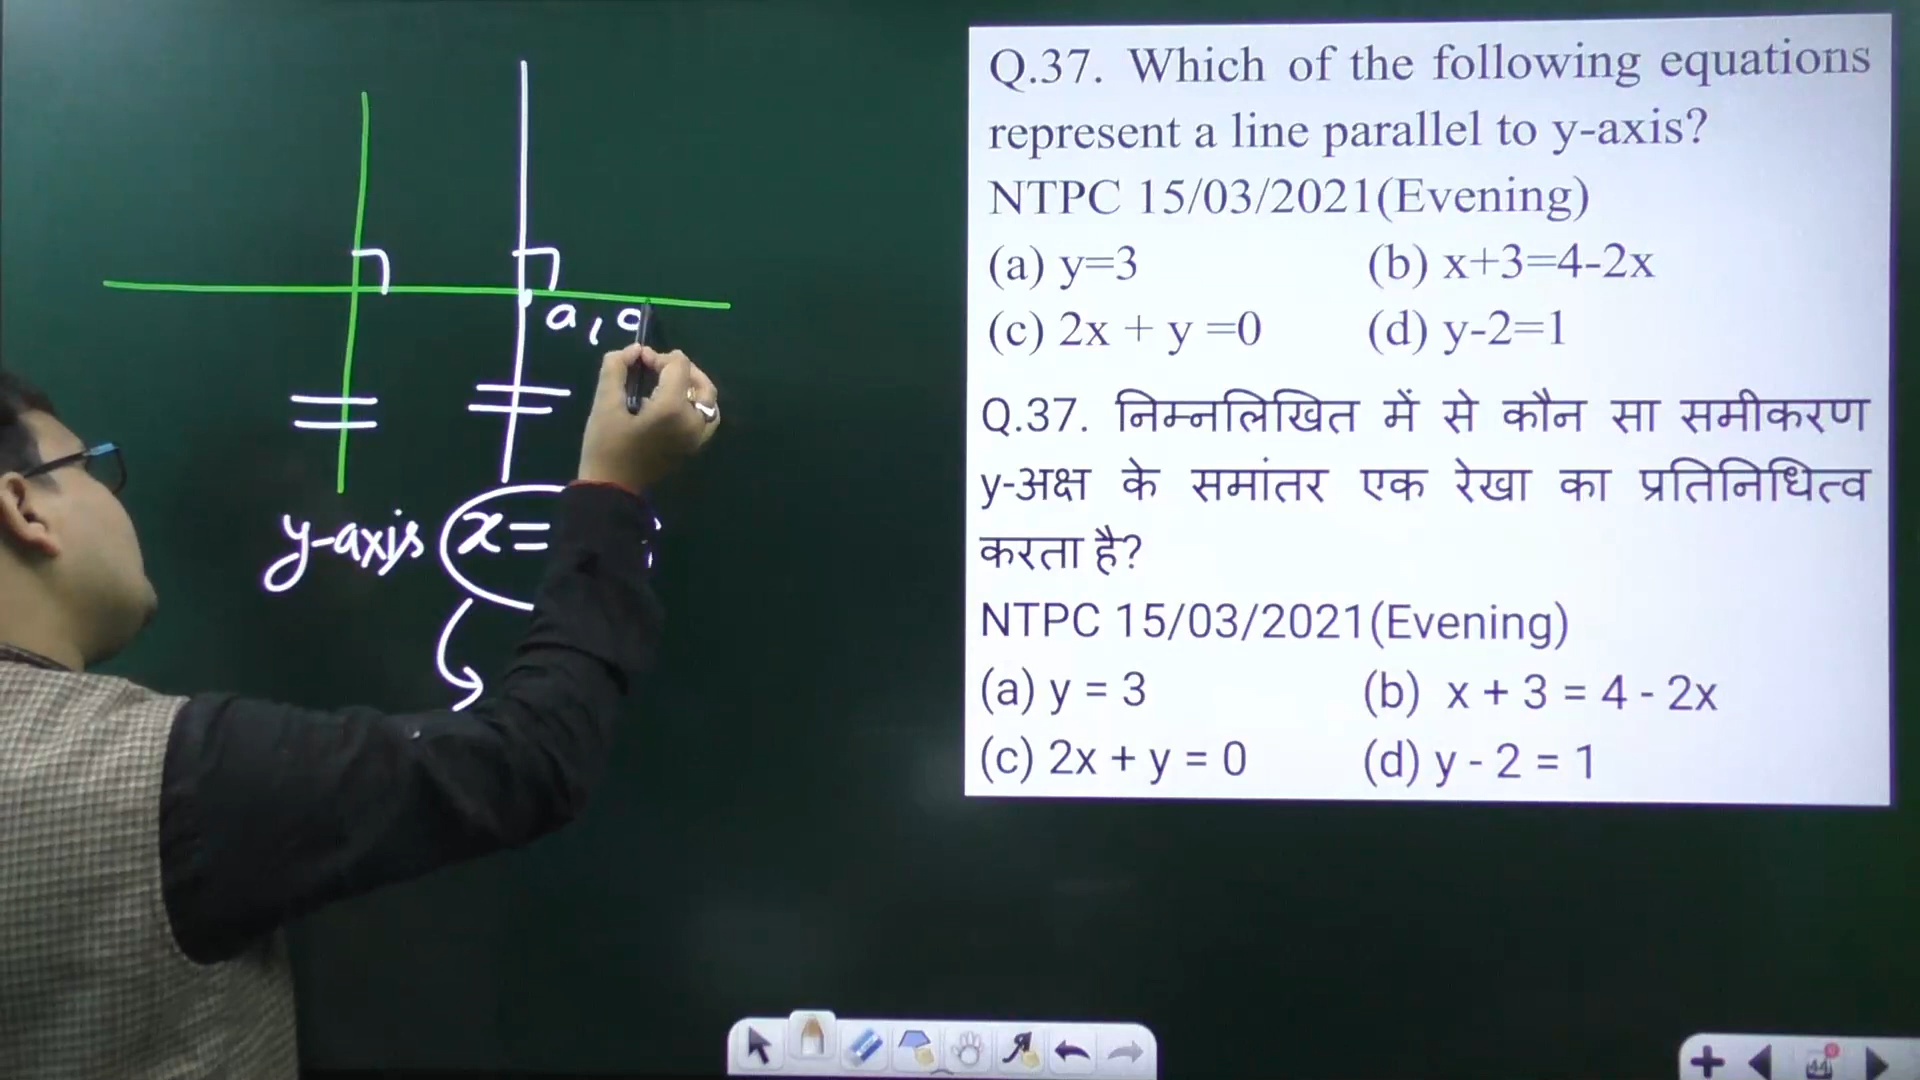 a, 0
y-axis x=
Q.37. Which of the following equations
represent a line parallel to y-axis?
NTPC 15/03/2021(Evening)
(a) y=3 (b) x+3=4-2x
(c) 2x + y =0 (d) y-2=1
Q.37. निम्नलिखित में से कौन सा समीकरण
y-अक्ष के समांतर एक रेखा का प्रतिनिधित्व
करता है?
NTPC 15/03/2021(Evening)
(a) y = 3 (b) x + 3 = 4 - 2x
(c) 2x + y = 0 (d) y - 2 = 1